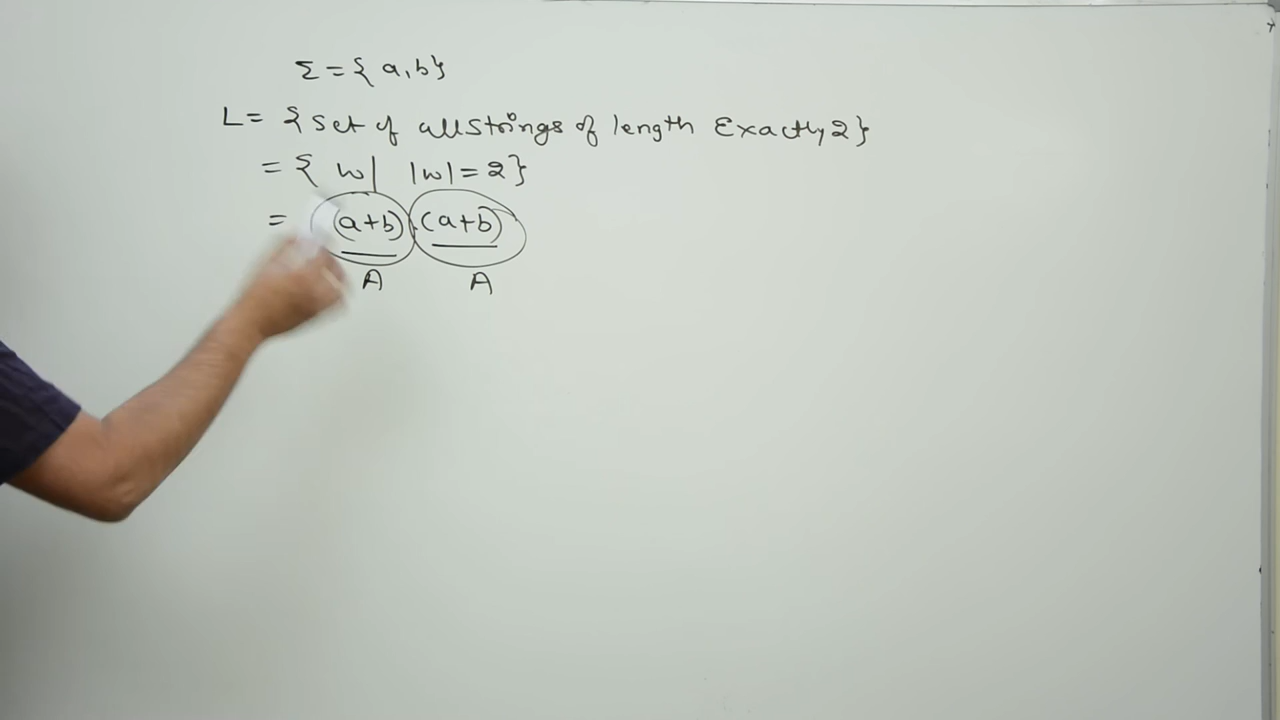 Σ = { a, b }
L = { set of all strings of length Exactly 2 }
= { w | |w| = 2 }
= (a+b).(a+b)
A A